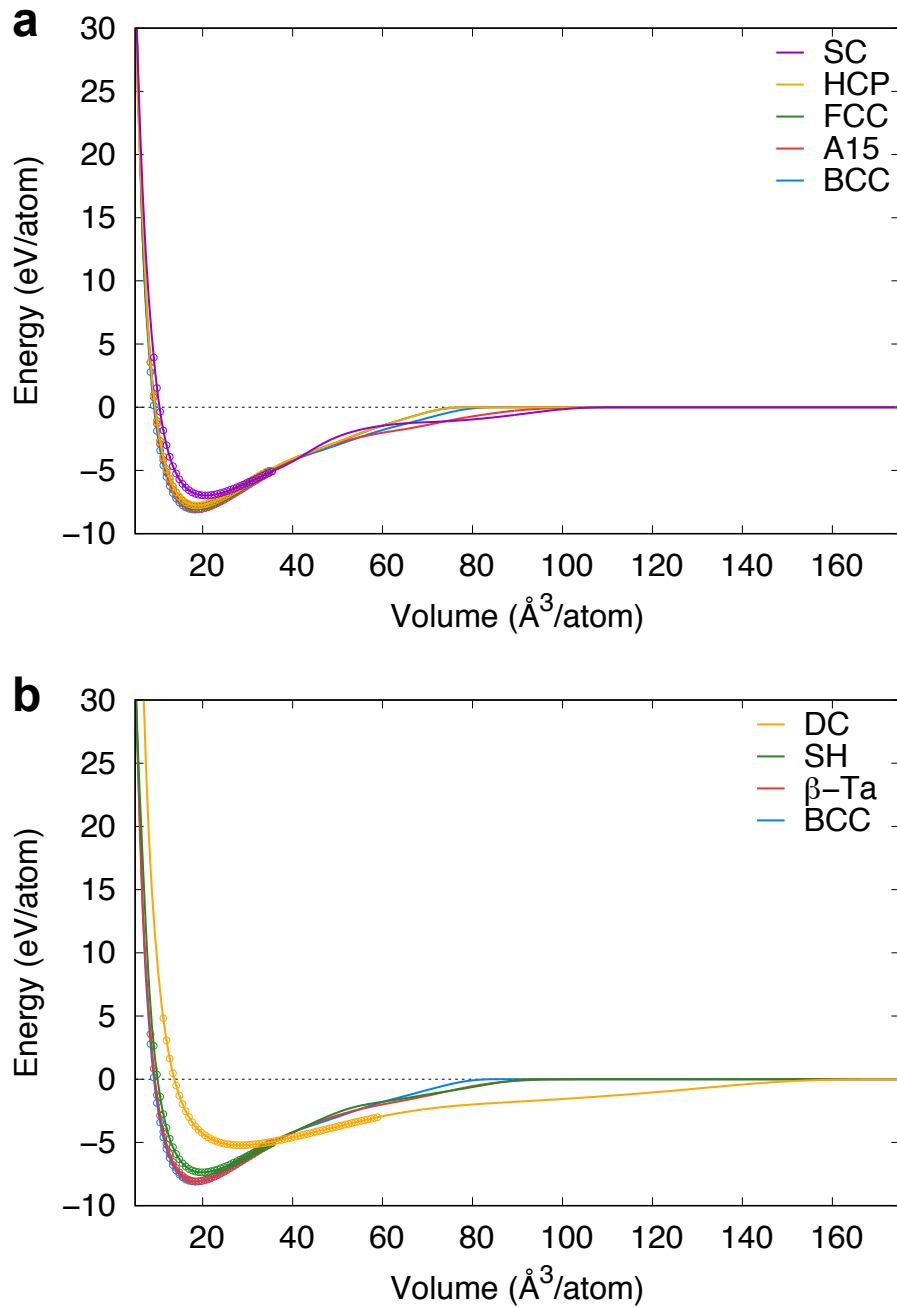 a
30
25
20
15
10
5
0
−5
−10
Energy (eV/atom)
SC
HCP
FCC
A15
BCC
20 40 60 80 100 120 140 160
Volume (Å³/atom)
b
30
25
20
15
10
5
0
−5
−10
Energy (eV/atom)
DC
SH
β−Ta
BCC
20 40 60 80 100 120 140 160
Volume (Å³/atom)